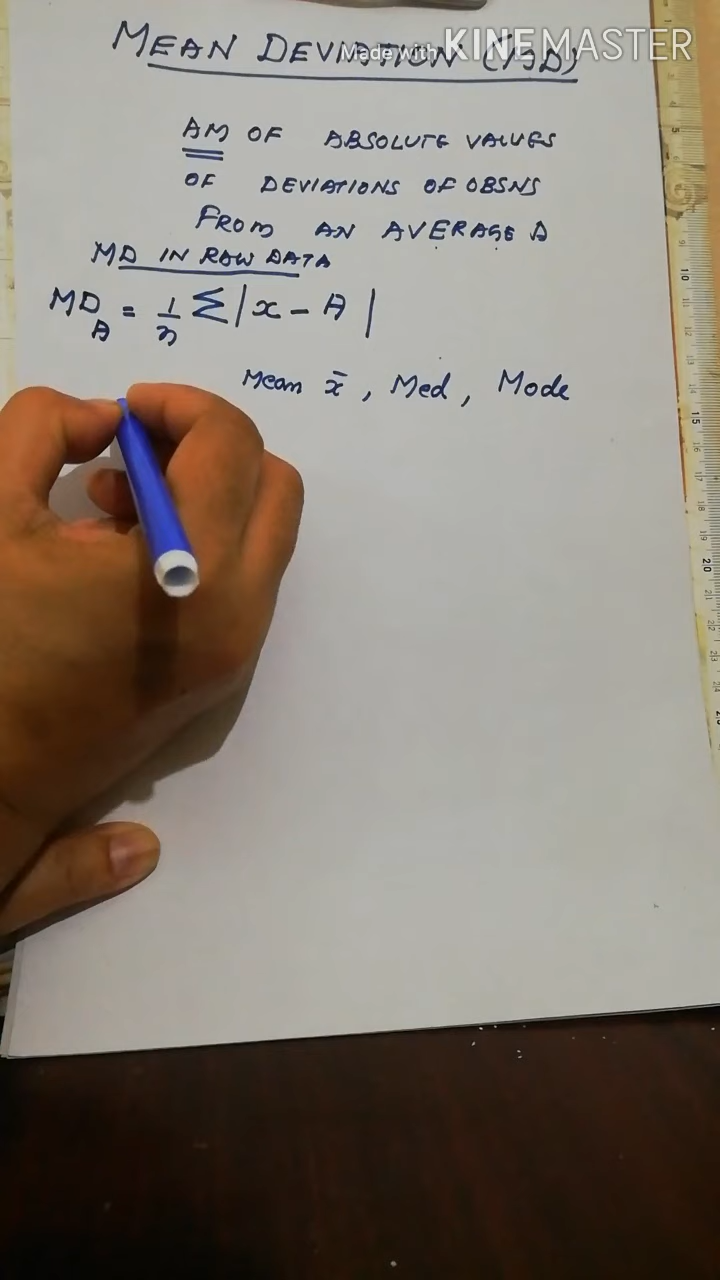 MEAN DEVIATION (MD)
Made with KINEMASTER
AM OF ABSOLUTE VALUES
OF DEVIATIONS OF OBSNS
FROM AN AVERAGE A
MD IN RAW DATA
MD_A = 1/n Σ|x - A|
Mean x̄, Med, Mode